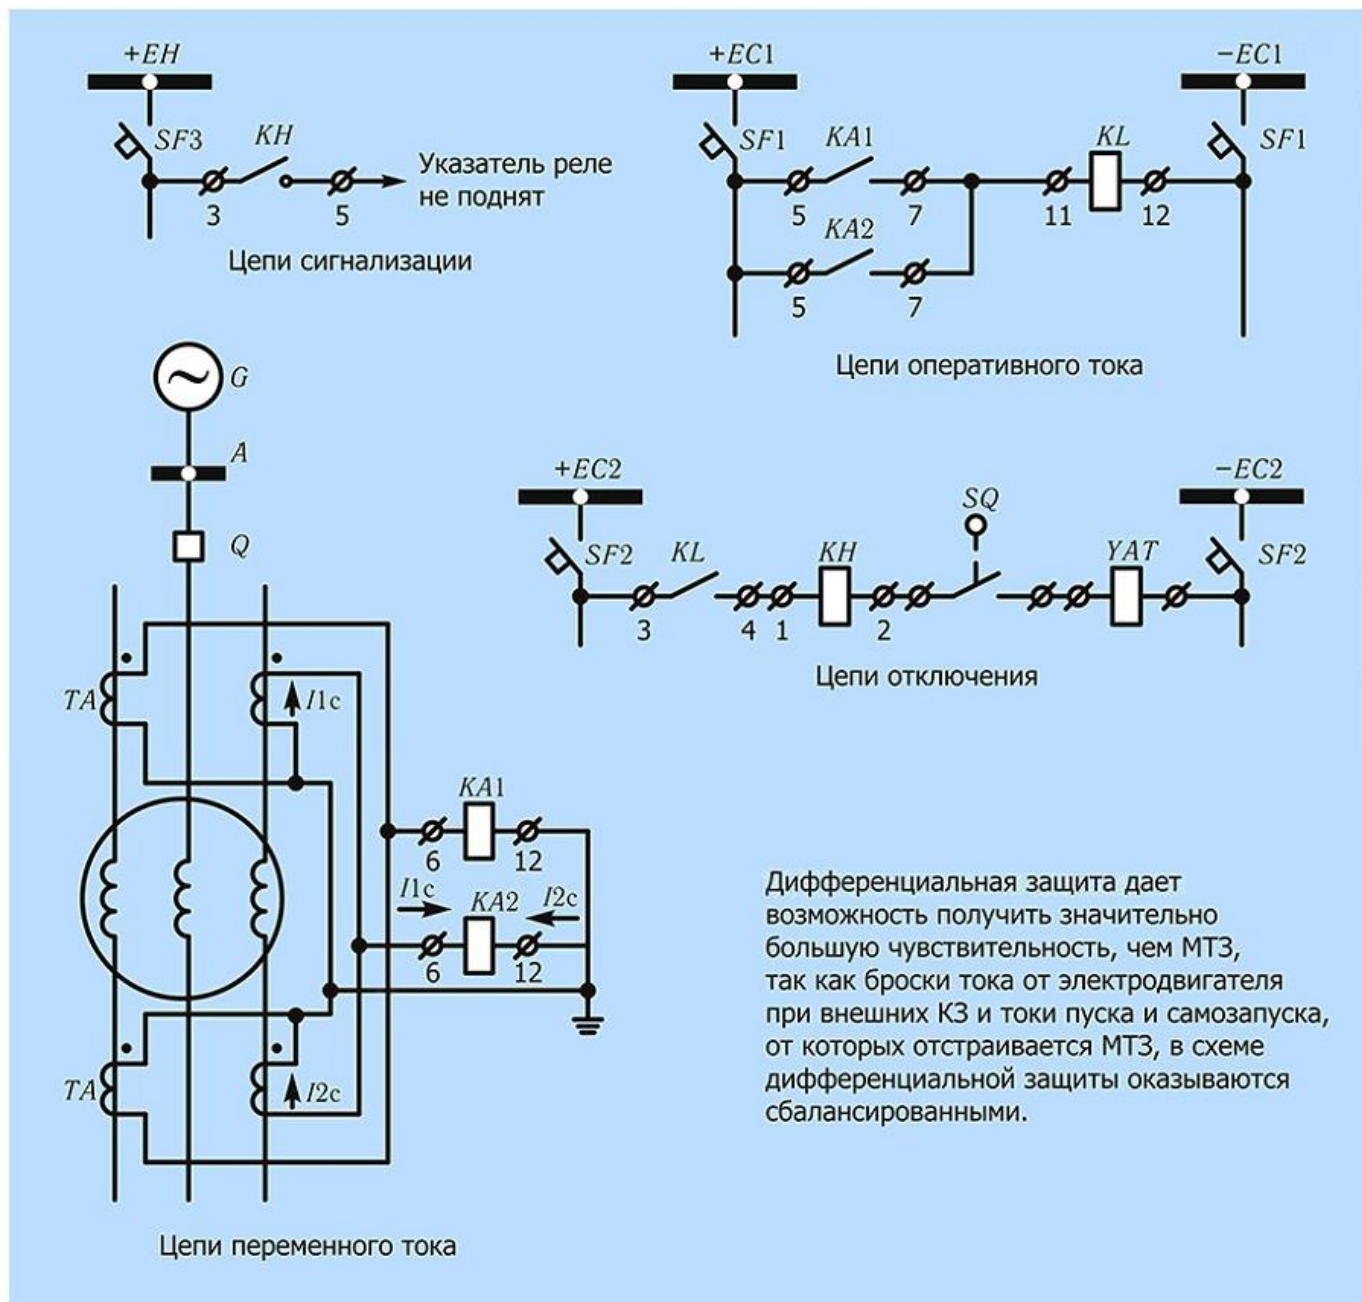 +EH
SF3
KH
3
5
Указатель реле
не поднят
Цепи сигнализации
+EC1
−EC1
SF1
KA1
KL
SF1
5
7
11
12
KA2
5
7
Цепи оперативного тока
G
A
Q
+EC2
SQ
−EC2
SF2
KL
KH
YAT
SF2
3
4
1
2
Цепи отключения
TA
I1c
KA1
6
12
I1c
KA2
I2c
6
12
TA
I2c
Цепи переменного тока
Дифференциальная защита дает
возможность получить значительно
большую чувствительность, чем МТЗ,
так как броски тока от электродвигателя
при внешних КЗ и токи пуска и самозапуска,
от которых отстраивается МТЗ, в схеме
дифференциальной защиты оказываются
сбалансированными.